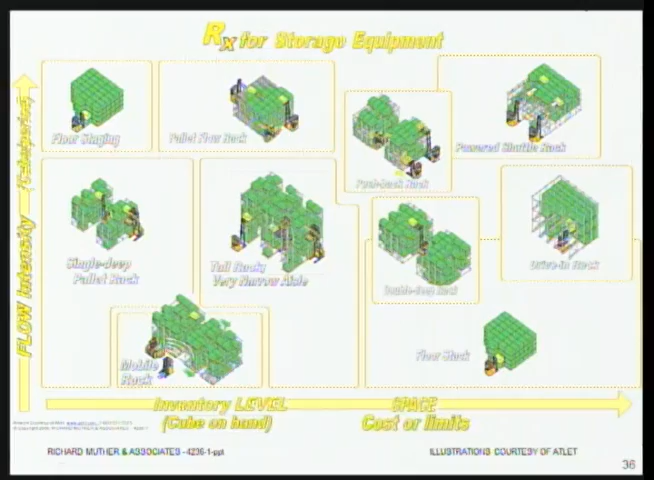 Rx for Storage Equipment
Floor Staging
Pallet Flow Rack
Push-back Rack
Powered Shuttle Rack
Single-deep
Pallet Rack
Tall Rack;
Very Narrow Aisle
Double-deep Rack
Drive-in Rack
Mobile
Rack
Floor Stack
FLOW Intensity
Inventory LEVEL
(Cube on hand)
SPACE
Cost or limits
RICHARD MUTHER & ASSOCIATES -4236-1-ppt
ILLUSTRATIONS COURTESY OF ATLET
36